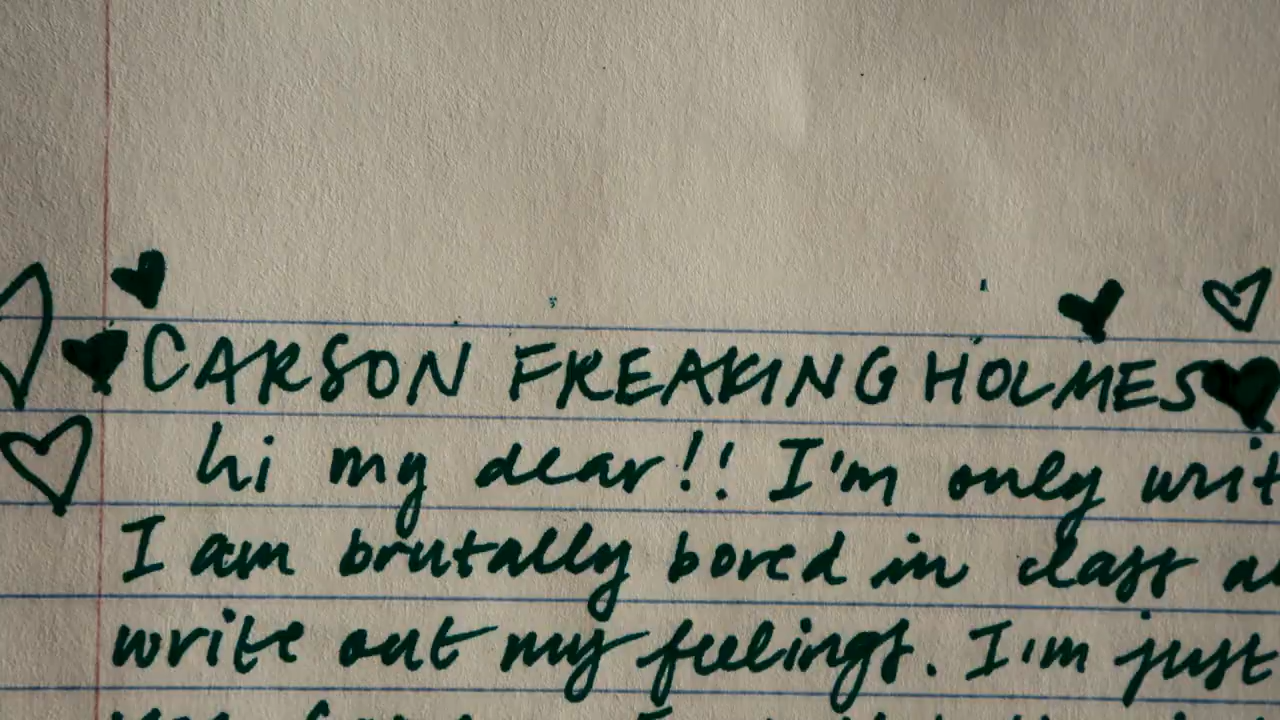 CARSON FREAKING HOLMES
hi my dear!! I'm only writ
I am brutally bored in class a
write out my feelings. I'm just